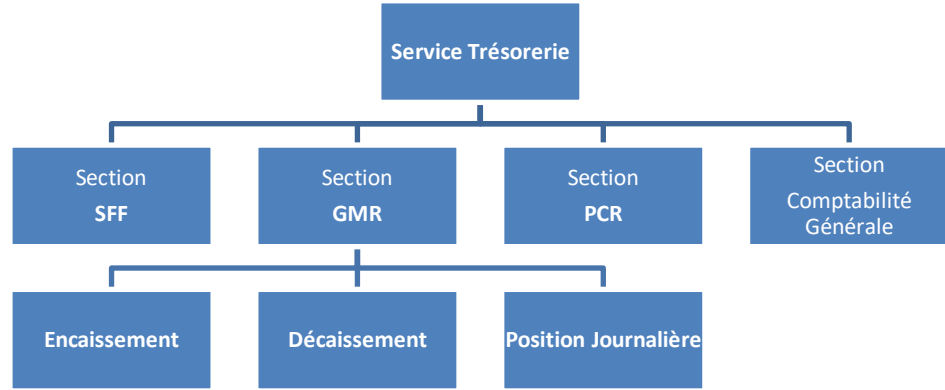 Service Trésorerie
Section
SFF
Section
GMR
Section
PCR
Section
Comptabilité
Générale
Encaissement
Décaissement
Position Journalière